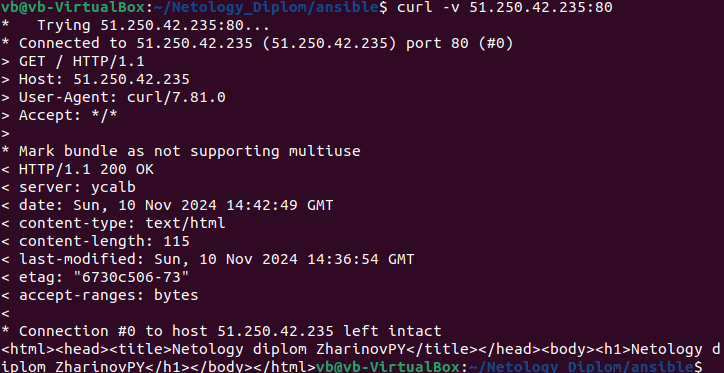 vb@vb-VirtualBox:~/Netology_Diplom/ansible$ curl -v 51.250.42.235:80
*   Trying 51.250.42.235:80...
* Connected to 51.250.42.235 (51.250.42.235) port 80 (#0)
> GET / HTTP/1.1
> Host: 51.250.42.235
> User-Agent: curl/7.81.0
> Accept: */*
>
* Mark bundle as not supporting multiuse
< HTTP/1.1 200 OK
< server: ycalb
< date: Sun, 10 Nov 2024 14:42:49 GMT
< content-type: text/html
< content-length: 115
< last-modified: Sun, 10 Nov 2024 14:36:54 GMT
< etag: "6730c506-73"
< accept-ranges: bytes
<
* Connection #0 to host 51.250.42.235 left intact
<html><head><title>Netology diplom ZharinovPY</title></head><body><h1>Netology d
iplom ZharinovPY</h1></body></html>vb@vb-VirtualBox:~/Netology_Diplom/ansible$